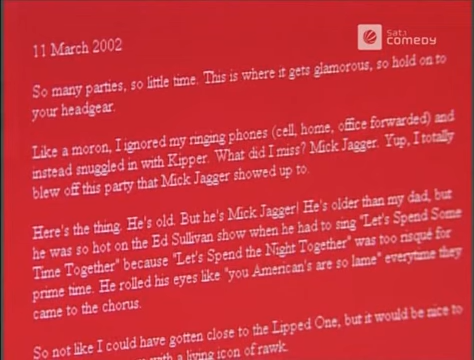 Sat1 comedy
11 March 2002
So many parties, so little time. This is where it gets glamorous, so hold on to
your headgear.
Like a moron, I ignored my ringing phones (cell, home, office forwarded) and
instead snuggled in with Kipper. What did I miss? Mick Jagger. Yup, I totally
blew off this party that Mick Jagger showed up to.
Here's the thing. He's old. But he's Mick Jagger! He's older than my dad, but
he was so hot on the Ed Sullivan show when he had to sing "Let's Spend Some
Time Together" because "Let's Spend the Night Together" was too risqué for
prime time. He rolled his eyes like "you American's are so lame" everytime they
came to the chorus.
So not like I could have gotten close to the Lipped One, but it would be nice to
with a living icon of rawk.